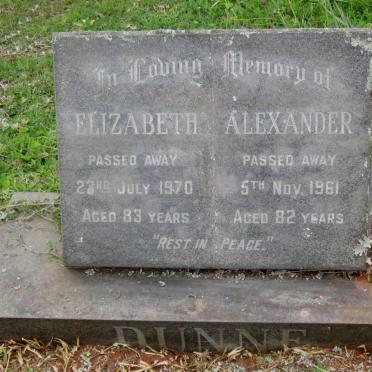 In Loving Memory of
ELIZABETH ALEXANDER
PASSED AWAY PASSED AWAY
23RD JULY 1970 5TH NOV. 1961
AGED 83 YEARS AGED 82 YEARS
"REST IN PEACE."
DUNNE